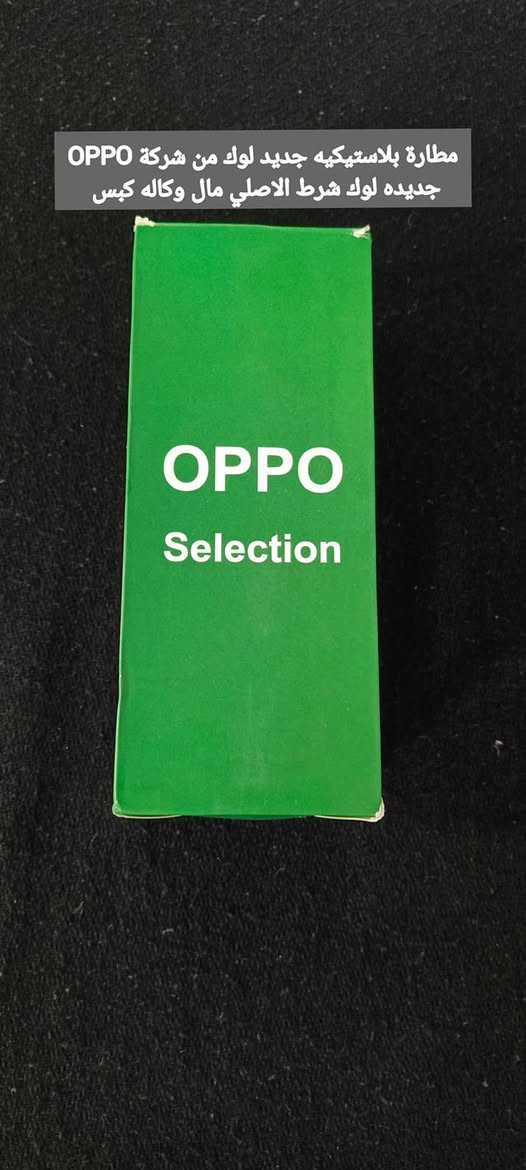 مطارة بلاستيكيه جديد لوك من شركة OPPO
جديده لوك شرط الاصلي مال وكاله كبس
OPPO
Selection